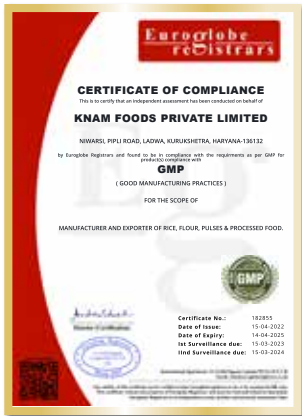 Euroglobe
registrars
CERTIFICATE OF COMPLIANCE
This is to certify that an independent assessment has been conducted on behalf of
KNAM FOODS PRIVATE LIMITED
NIWARSI, PIPLI ROAD, LADWA, KURUKSHETRA, HARYANA-136132
by Euroglobe Registrars and found to be in compliance with the requirments as per GMP for
product(s) compliance with
GMP
( GOOD MANUFACTURING PRACTICES )
FOR THE SCOPE OF
MANUFACTURER AND EXPORTER OF RICE, FLOUR, PULSES & PROCESSED FOOD.
GMP
Certificate No.: 182855
Date of Issue: 15-04-2022
Date of Expiry: 14-04-2025
Ist Surveillance due: 15-03-2023
IInd Surveillance due: 15-03-2024